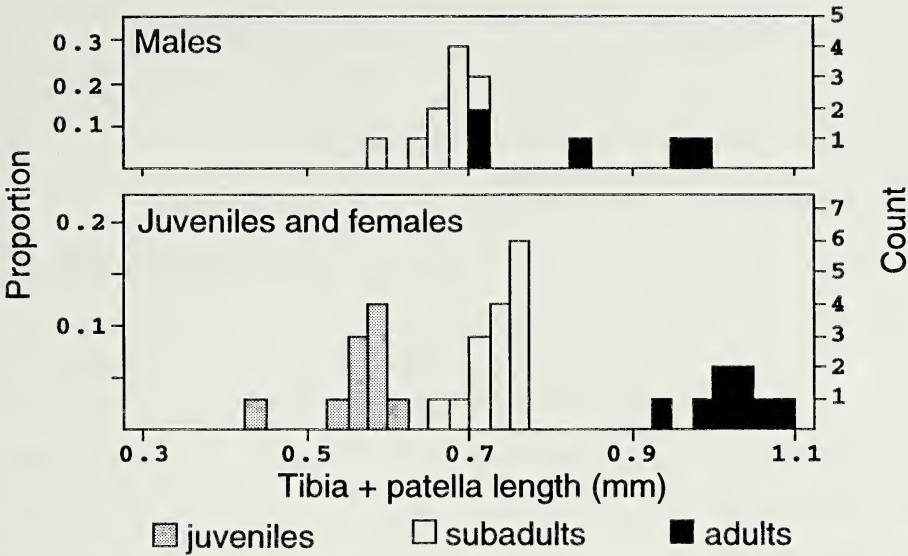 Males
0.3
0.2
0.1
5
4
3
2
1
Proportion
Count
Juveniles and females
0.2
0.1
7
6
5
4
3
2
1
0.3 0.5 0.7 0.9 1.1
Tibia + patella length (mm)
juveniles subadults adults